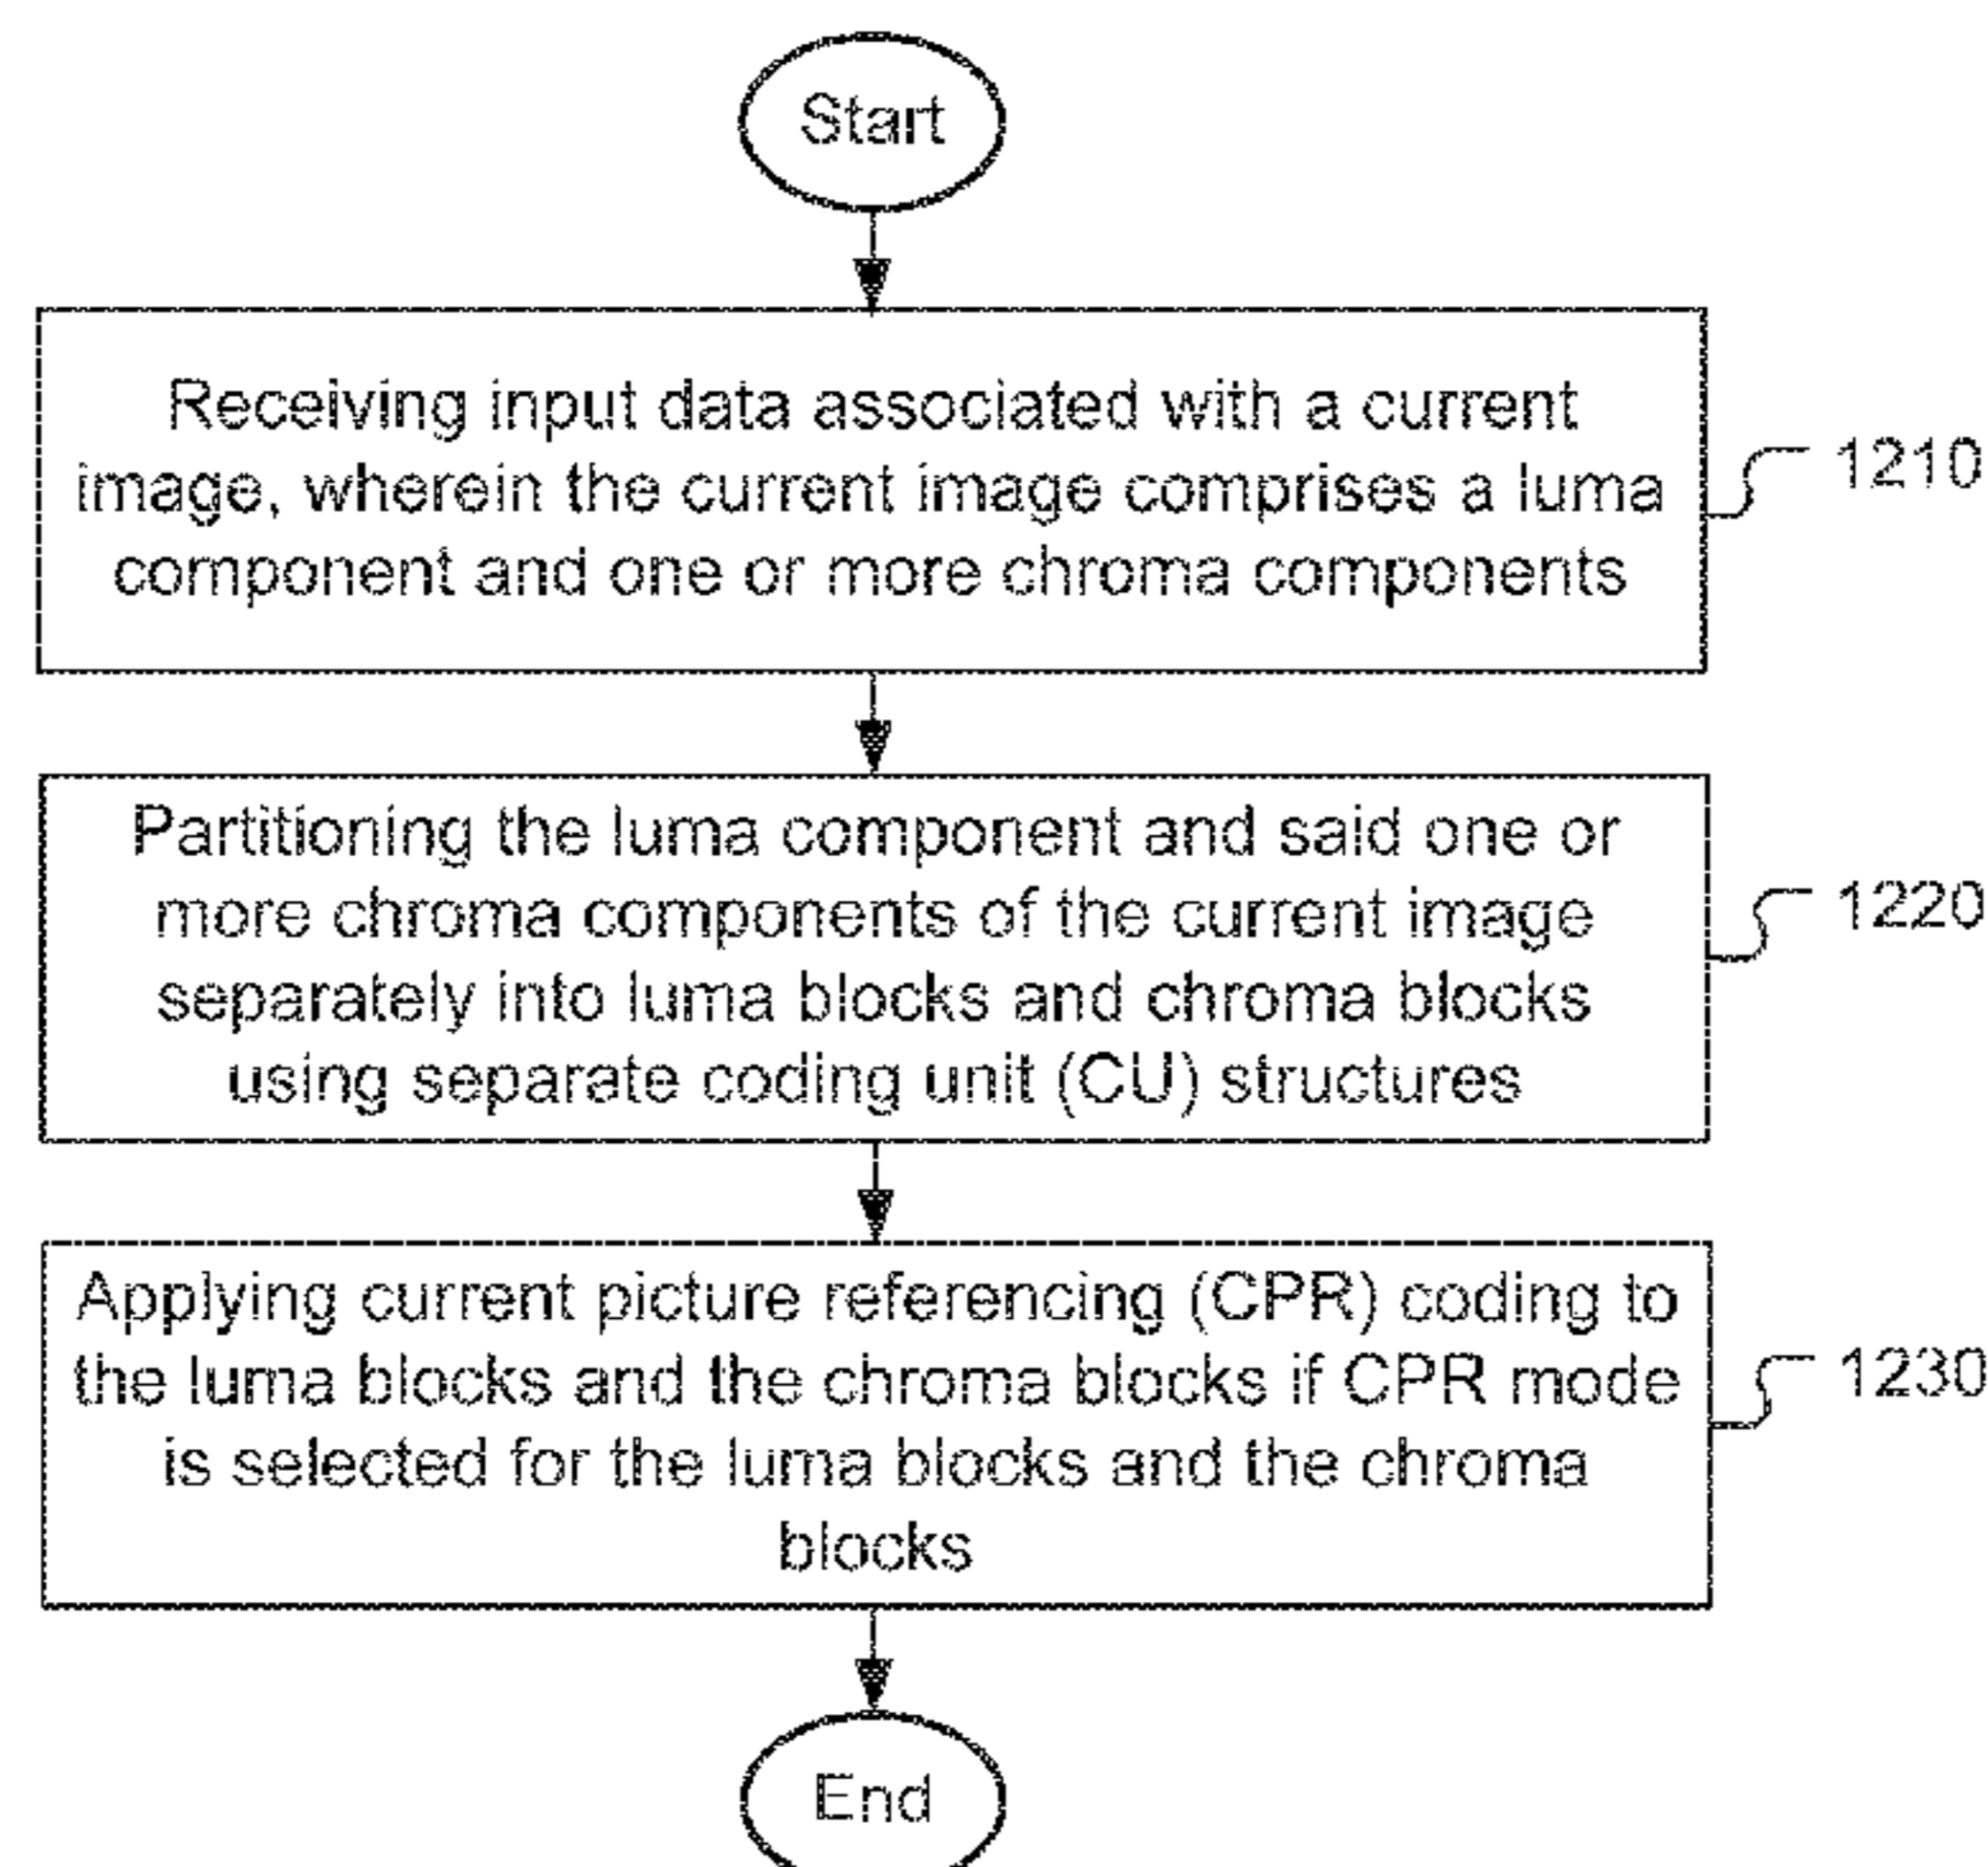 Start
Receiving input data associated with a current
image, wherein the current image comprises a luma
component and one or more chroma components
1210
Partitioning the luma component and said one or
more chroma components of the current image
separately into luma blocks and chroma blocks
using separate coding unit (CU) structures
1220
Applying current picture referencing (CPR) coding to
the luma blocks and the chroma blocks if CPR mode
is selected for the luma blocks and the chroma
blocks
1230
End